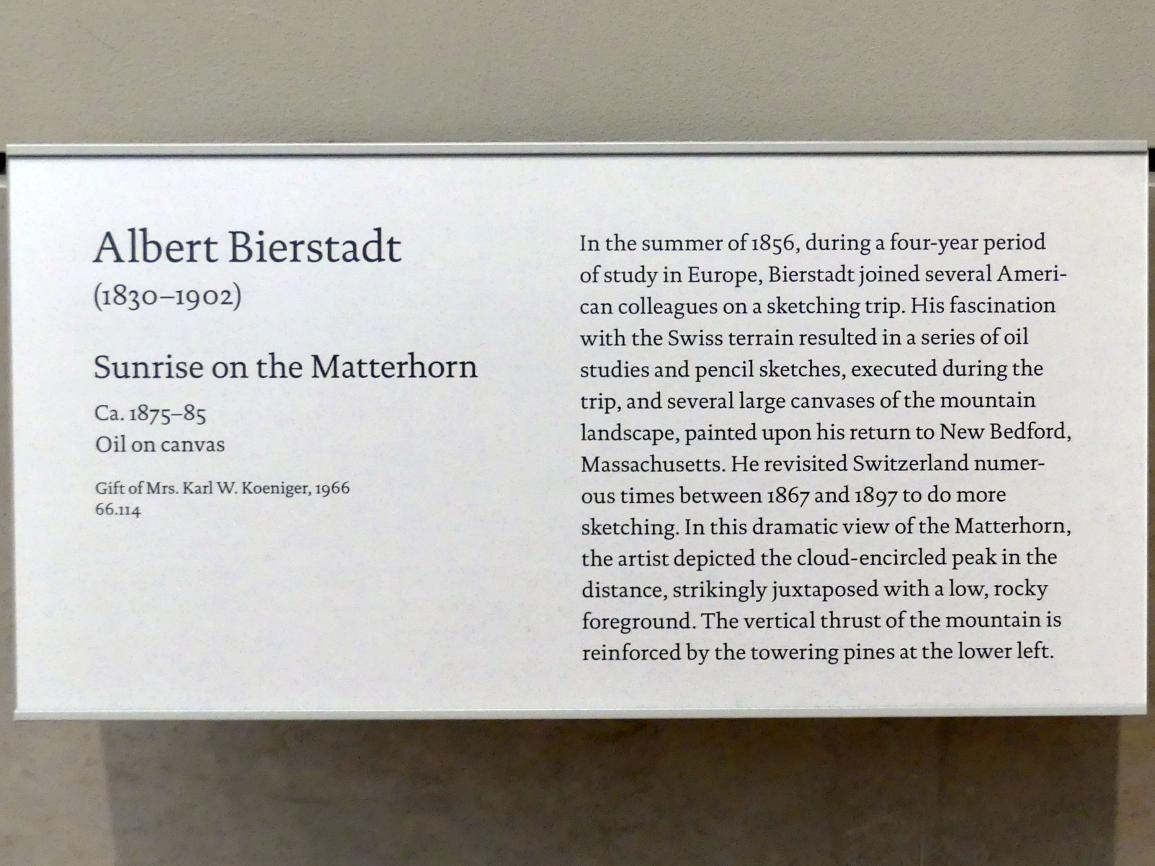 Albert Bierstadt
(1830–1902)
Sunrise on the Matterhorn
Ca. 1875–85
Oil on canvas
Gift of Mrs. Karl W. Koeniger, 1966
66.114
In the summer of 1856, during a four-year period
of study in Europe, Bierstadt joined several Ameri-
can colleagues on a sketching trip. His fascination
with the Swiss terrain resulted in a series of oil
studies and pencil sketches, executed during the
trip, and several large canvases of the mountain
landscape, painted upon his return to New Bedford,
Massachusetts. He revisited Switzerland numer-
ous times between 1867 and 1897 to do more
sketching. In this dramatic view of the Matterhorn,
the artist depicted the cloud-encircled peak in the
distance, strikingly juxtaposed with a low, rocky
foreground. The vertical thrust of the mountain is
reinforced by the towering pines at the lower left.